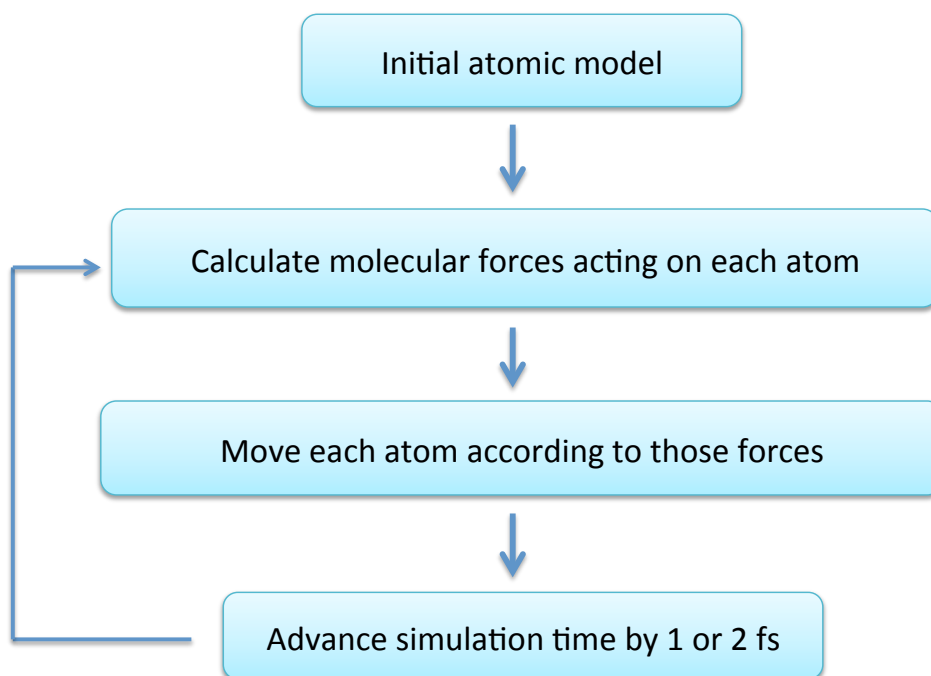 Initial atomic model
Calculate molecular forces acting on each atom
Move each atom according to those forces
Advance simulation time by 1 or 2 fs